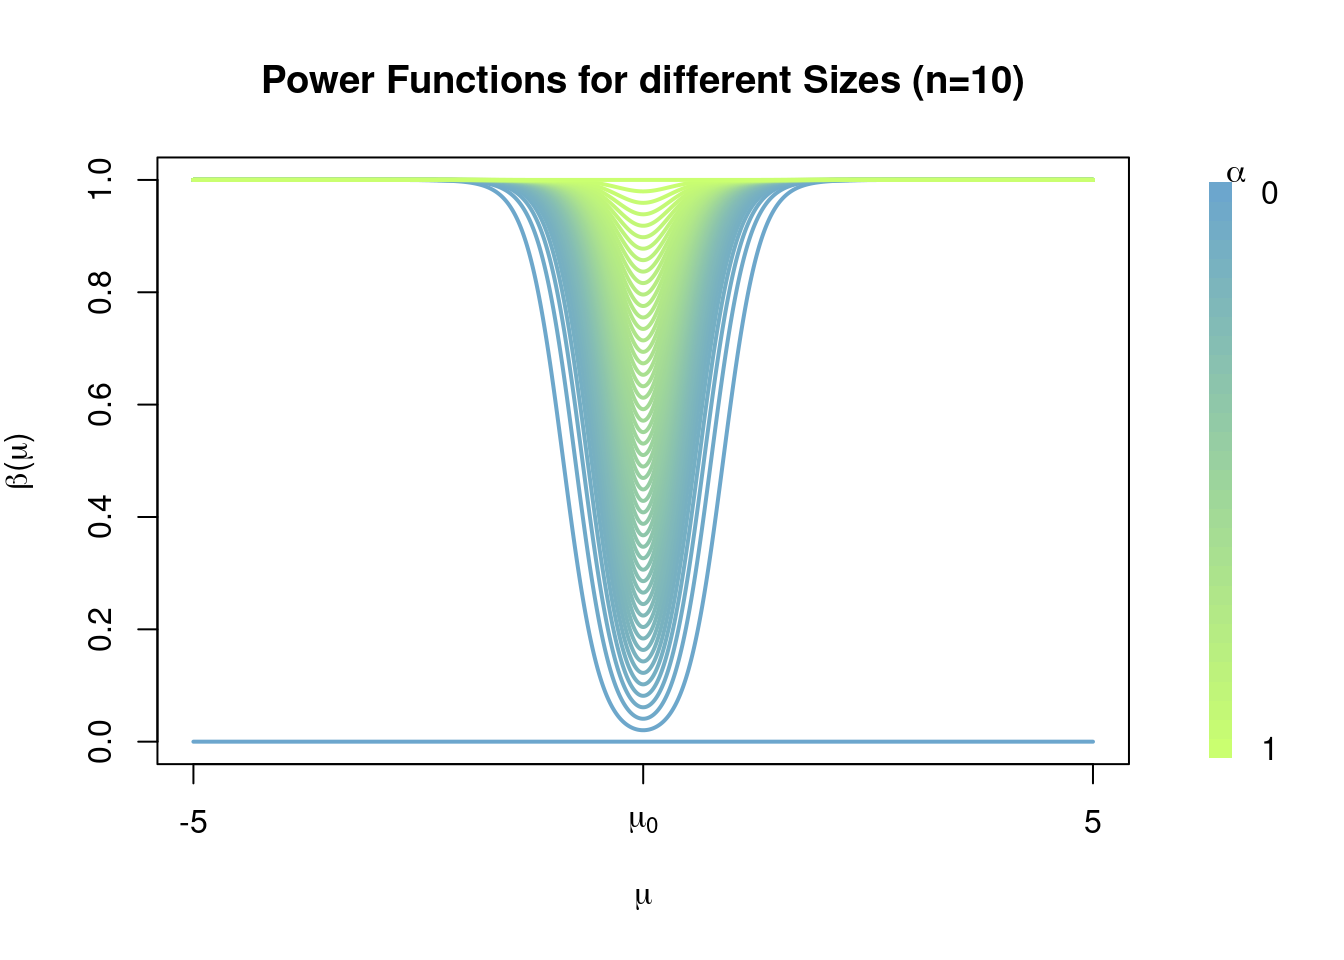 Power Functions for different Sizes (n=10)
β(μ)
1.0
0.8
0.6
0.4
0.2
0.0
-5
μ₀
5
μ
α
0
1